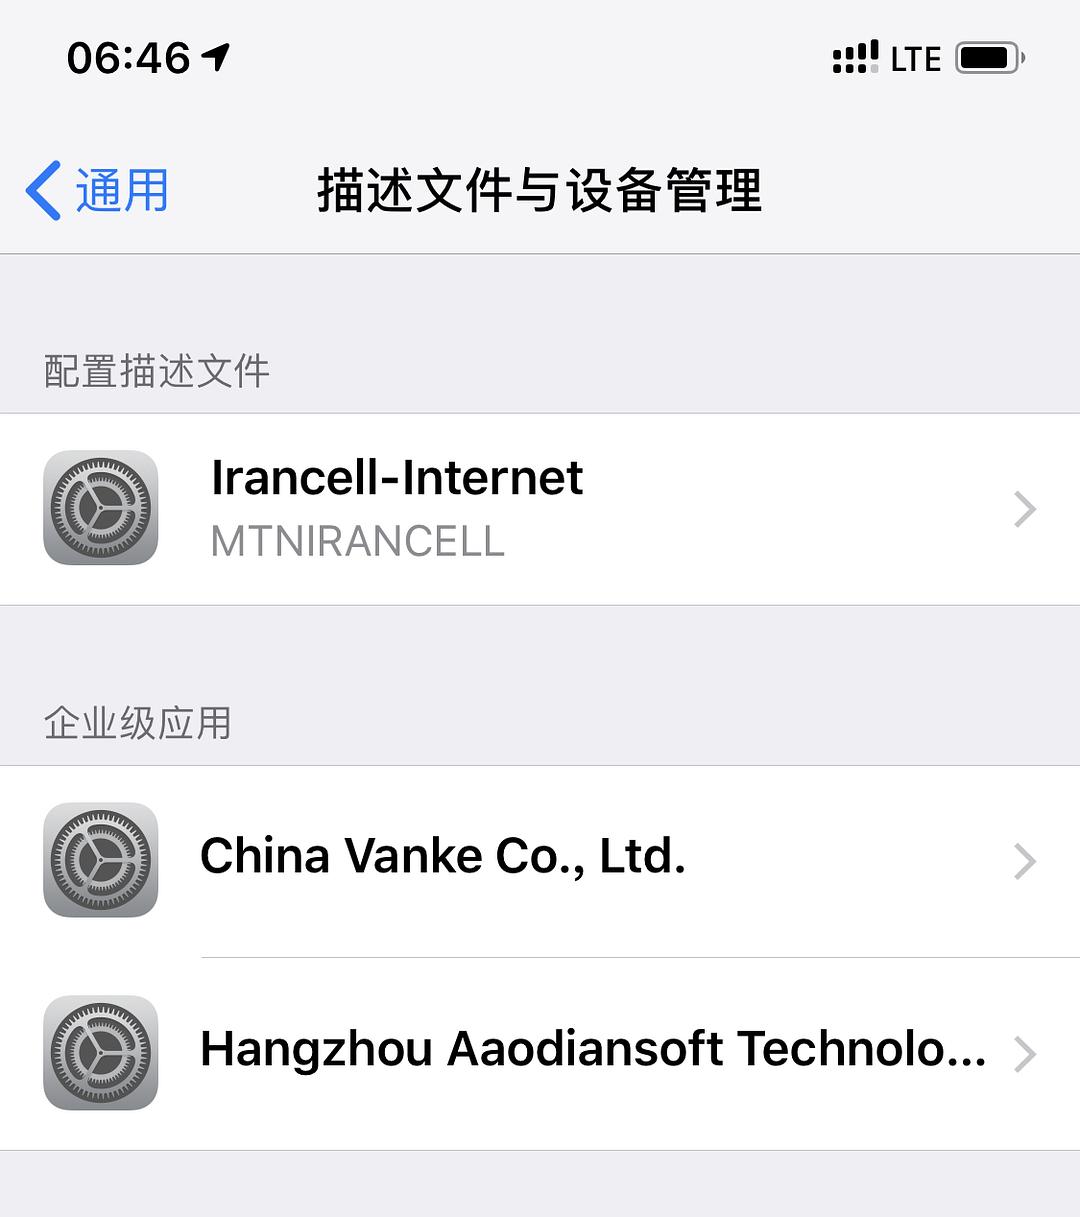 06:46
LTE
通用
描述文件与设备管理
配置描述文件
Irancell-Internet
MTNIRANCELL
企业级应用
China Vanke Co., Ltd.
Hangzhou Aaodiansoft Technolo...